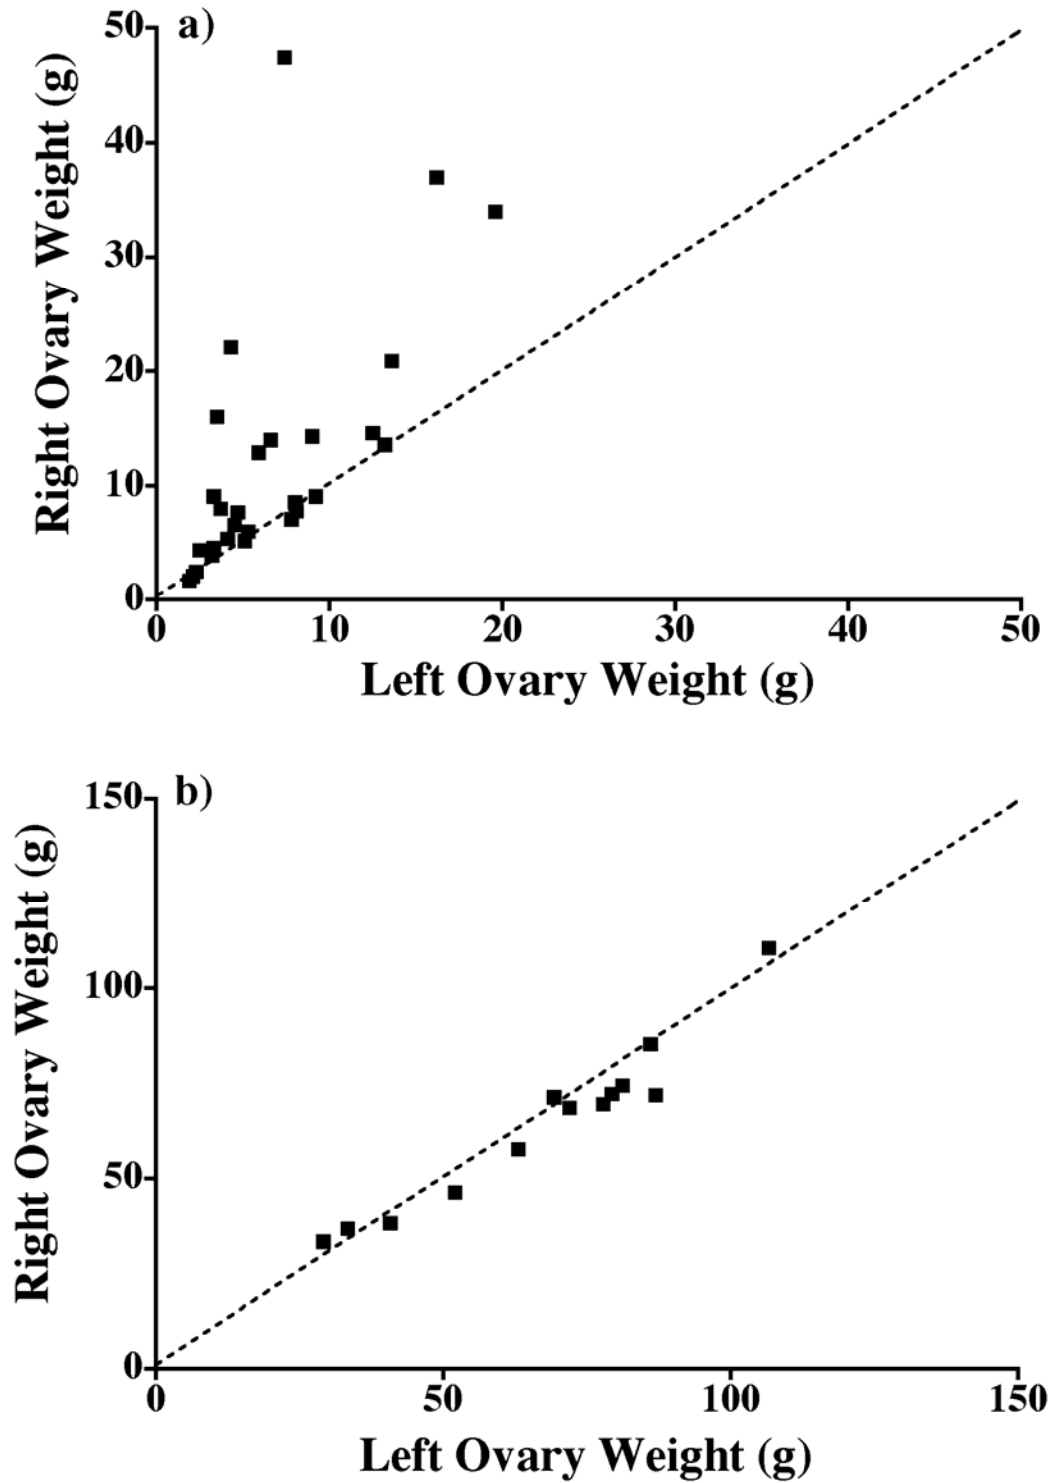 a)
50
40
30
20
10
0
Right Ovary Weight (g)
0 10 20 30 40 50
Left Ovary Weight (g)
b)
150
100
50
0
Right Ovary Weight (g)
0 50 100 150
Left Ovary Weight (g)